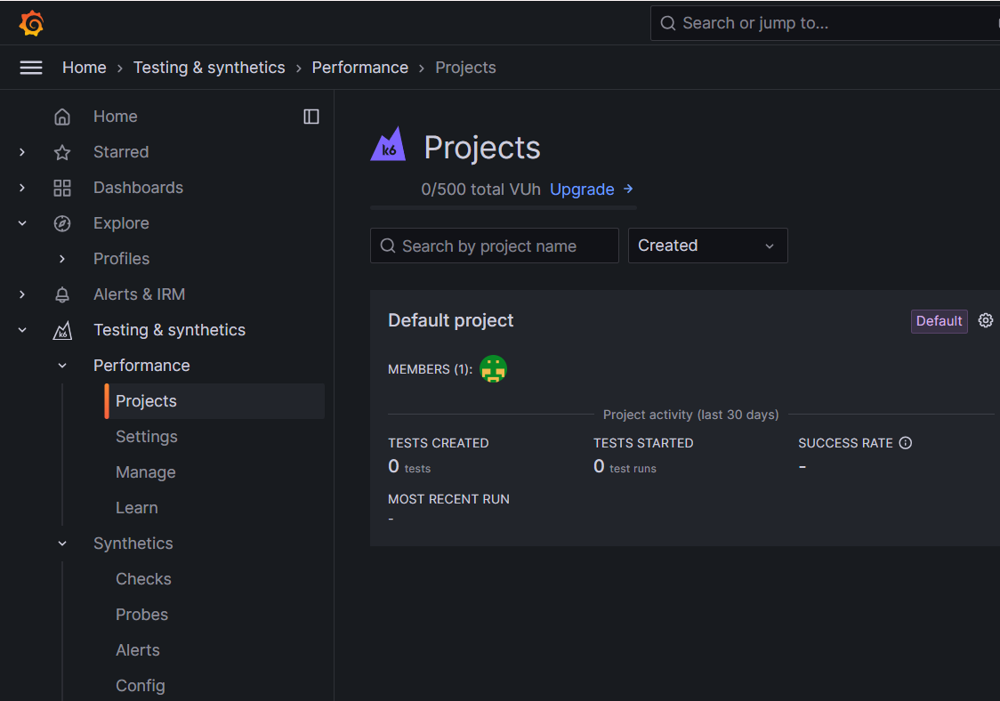 Search or jump to...
Home › Testing & synthetics › Performance › Projects
Home
Starred
Dashboards
Explore
Profiles
Alerts & IRM
k6 Testing & synthetics
Performance
Projects
Settings
Manage
Learn
Synthetics
Checks
Probes
Alerts
Config
k6 Projects
0/500 total VUh Upgrade →
Search by project name
Created
Default project
Default
MEMBERS (1):
Project activity (last 30 days)
TESTS CREATED TESTS STARTED SUCCESS RATE
0 tests 0 test runs -
MOST RECENT RUN
-